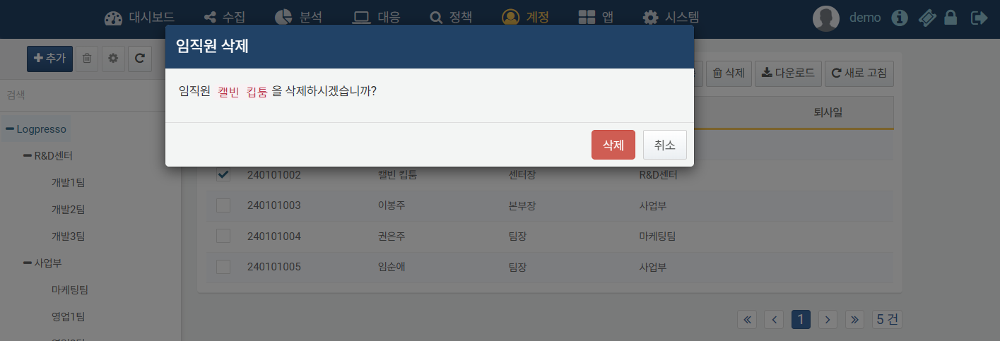 대시보드 수집 분석 대응 정책 계정 앱 시스템 demo
임직원 삭제
추가
삭제 다운로드 새로 고침
임직원 캘빈 킵툼 을 삭제하시겠습니까?
검색
퇴사일
Logpresso
삭제 취소
R&D센터
240101002 캘빈 킵툼 센터장 R&D센터
개발1팀
240101003 이봉주 본부장 사업부
개발2팀
240101004 권은주 팀장 마케팅팀
개발3팀
240101005 임순애 팀장 사업부
사업부
마케팅팀
영업1팀
« ‹ 1 › » 5 건